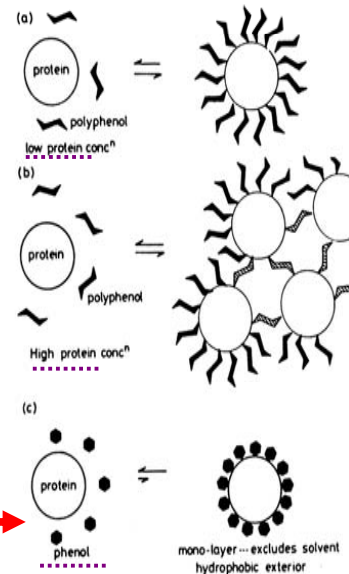 (a)
protein
polyphenol
low protein concⁿ
(b)
protein
polyphenol
High protein concⁿ
(c)
protein
phenol
mono-layer---excludes solvent
hydrophobic exterior